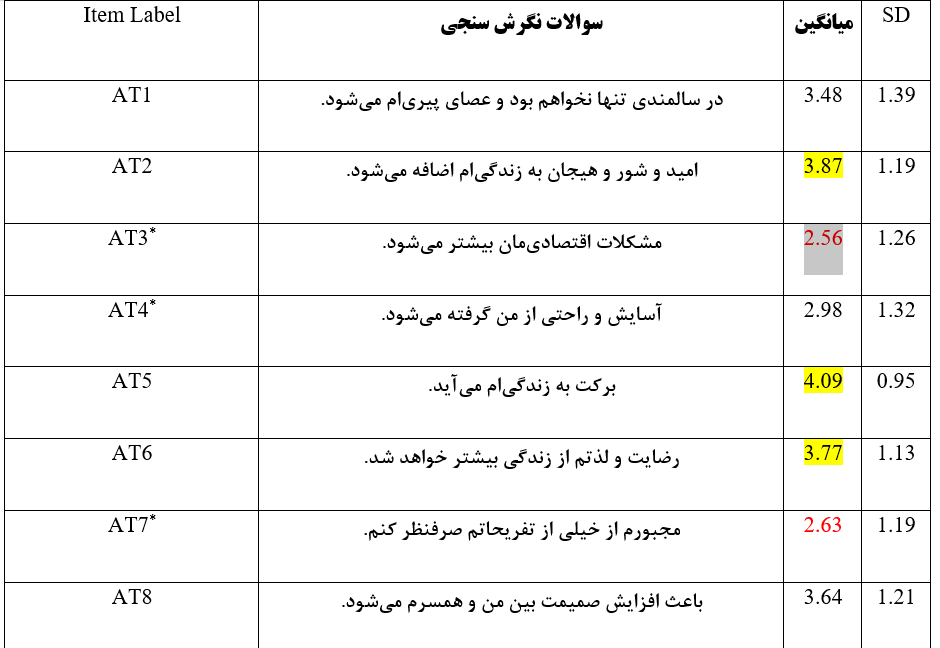 Item Label سوالات نگرش سنجی میانگین SD
AT1 در سالمندی تنها نخواهم بود و عصای پیری‌ام می‌شود. 3.48 1.39
AT2 امید و شور و هیجان به زندگی‌ام اضافه می‌شود. 3.87 1.19
AT3* مشکلات اقتصادی‌مان بیشتر می‌شود. 2.56 1.26
AT4* آسایش و راحتی از من گرفته می‌شود. 2.98 1.32
AT5 برکت به زندگی‌ام می‌آید. 4.09 0.95
AT6 رضایت و لذتم از زندگی بیشتر خواهد شد. 3.77 1.13
AT7* مجبورم از خیلی از تفریحاتم صرفنظر کنم. 2.63 1.19
AT8 باعث افزایش صمیمت بین من و همسرم می‌شود. 3.64 1.21